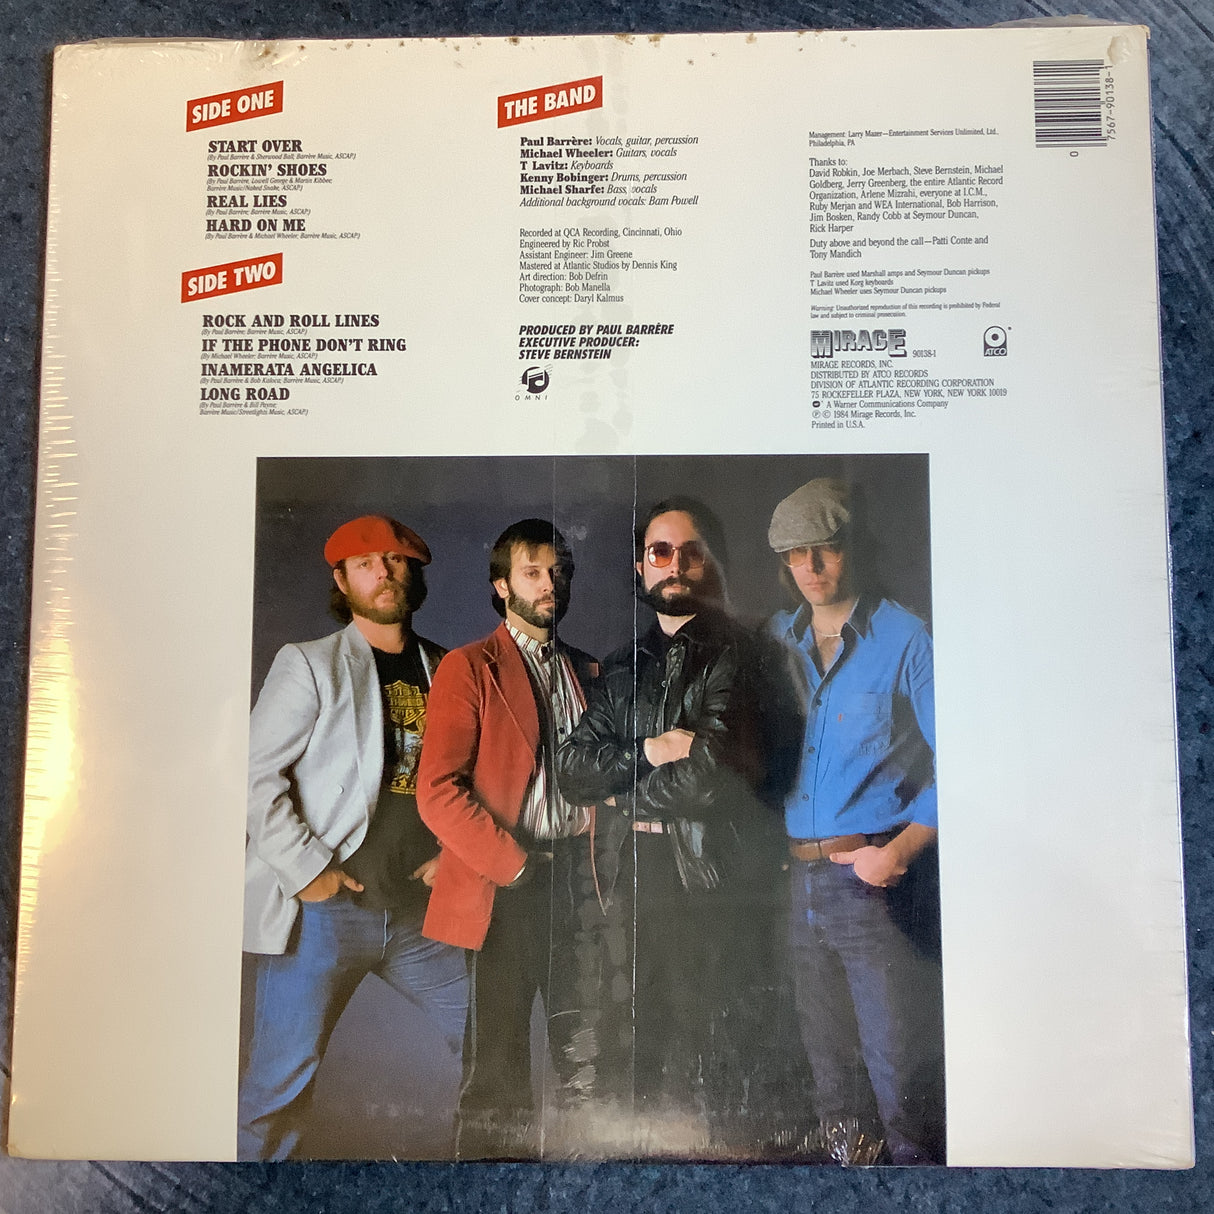 SIDE ONE
START OVER
(By Paul Barrère & Sherwood Ball; Barrère Music, ASCAP.)
ROCKIN' SHOES
(By Paul Barrère, Lowell George & Martin Kibbee;
Barrère Music/Naked Snake, ASCAP.)
REAL LIES
(By Paul Barrère; Barrère Music, ASCAP.)
HARD ON ME
(By Paul Barrère & Michael Wheeler; Barrère Music, ASCAP.)
SIDE TWO
ROCK AND ROLL LINES
(By Paul Barrère; Barrère Music, ASCAP.)
IF THE PHONE DON'T RING
(By Michael Wheeler; Barrère Music, ASCAP.)
INAMERATA ANGELICA
(By Paul Barrère & Bob Kaloca; Barrère Music, ASCAP.)
LONG ROAD
(By Paul Barrère & Bill Payne;
Barrère Music/Streetlights Music, ASCAP.)
THE BAND
Paul Barrère: Vocals, guitar, percussion
Michael Wheeler: Guitars, vocals
T Lavitz: Keyboards
Kenny Bobinger: Drums, percussion
Michael Sharfe: Bass, vocals
Additional background vocals: Bam Powell
Recorded at QCA Recording, Cincinnati, Ohio
Engineered by Ric Probst
Assistant Engineer: Jim Greene
Mastered at Atlantic Studios by Dennis King
Art direction: Bob Defrin
Photograph: Bob Manella
Cover concept: Daryl Kalmus
PRODUCED BY PAUL BARRÈRE
EXECUTIVE PRODUCER:
STEVE BERNSTEIN
OMNI
Management: Larry Mazer—Entertainment Services Unlimited, Ltd.,
Philadelphia, PA
Thanks to:
David Robkin, Joe Merbach, Steve Bernstein, Michael
Goldberg, Jerry Greenberg, the entire Atlantic Record
Organization, Arlene Mizrahi, everyone at I.C.M.,
Ruby Merjan and WEA International, Bob Harrison,
Jim Bosken, Randy Cobb at Seymour Duncan,
Rick Harper
Duty above and beyond the call—Patti Conte and
Tony Mandich
Paul Barrère used Marshall amps and Seymour Duncan pickups
T Lavitz used Korg keyboards
Michael Wheeler uses Seymour Duncan pickups
Warning: Unauthorized reproduction of this recording is prohibited by Federal
law and subject to criminal prosecution.
MIRAGE 90138-1
ATCO
MIRAGE RECORDS, INC.
DISTRIBUTED BY ATCO RECORDS
DIVISION OF ATLANTIC RECORDING CORPORATION
75 ROCKEFELLER PLAZA, NEW YORK, NEW YORK 10019
A Warner Communications Company
℗ © 1984 Mirage Records, Inc.
Printed in U.S.A.
0 7567-90138-1